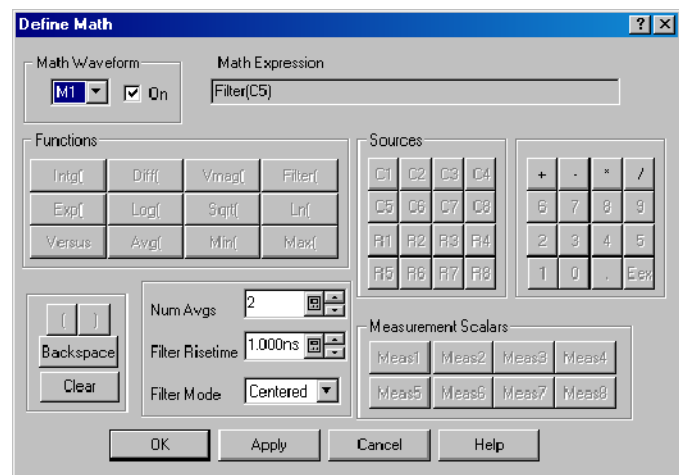 Define Math
? ×
Math Waveform
Math Expression
M1
On
Filter(C5)
Functions
Intg( Diff( Vmag( Filter(
Exp( Log( Sqrt( Ln(
Versus Avg( Min( Max(
Sources
C1 C2 C3 C4
C5 C6 C7 C8
R1 R2 R3 R4
R5 R6 R7 R8
+ - * /
6 7 8 9
2 3 4 5
1 0 . Eex
( )
Backspace
Clear
Num Avgs 2
Filter Risetime 1.000ns
Filter Mode Centered
Measurement Scalars
Meas1 Meas2 Meas3 Meas4
Meas5 Meas6 Meas7 Meas8
OK Apply Cancel Help